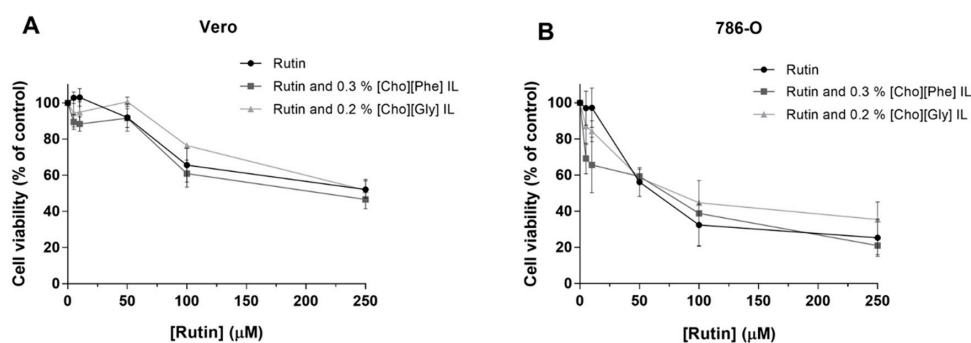 A
Vero
Rutin
Rutin and 0.3 % [Cho][Phe] IL
Rutin and 0.2 % [Cho][Gly] IL
Cell viability (% of control)
100
80
60
40
20
0
0 50 100 150 200 250
[Rutin] (μM)
B
786-O
Rutin
Rutin and 0.3 % [Cho][Phe] IL
Rutin and 0.2 % [Cho][Gly] IL
Cell viability (% of control)
100
80
60
40
20
0
0 50 100 150 200 250
[Rutin] (μM)